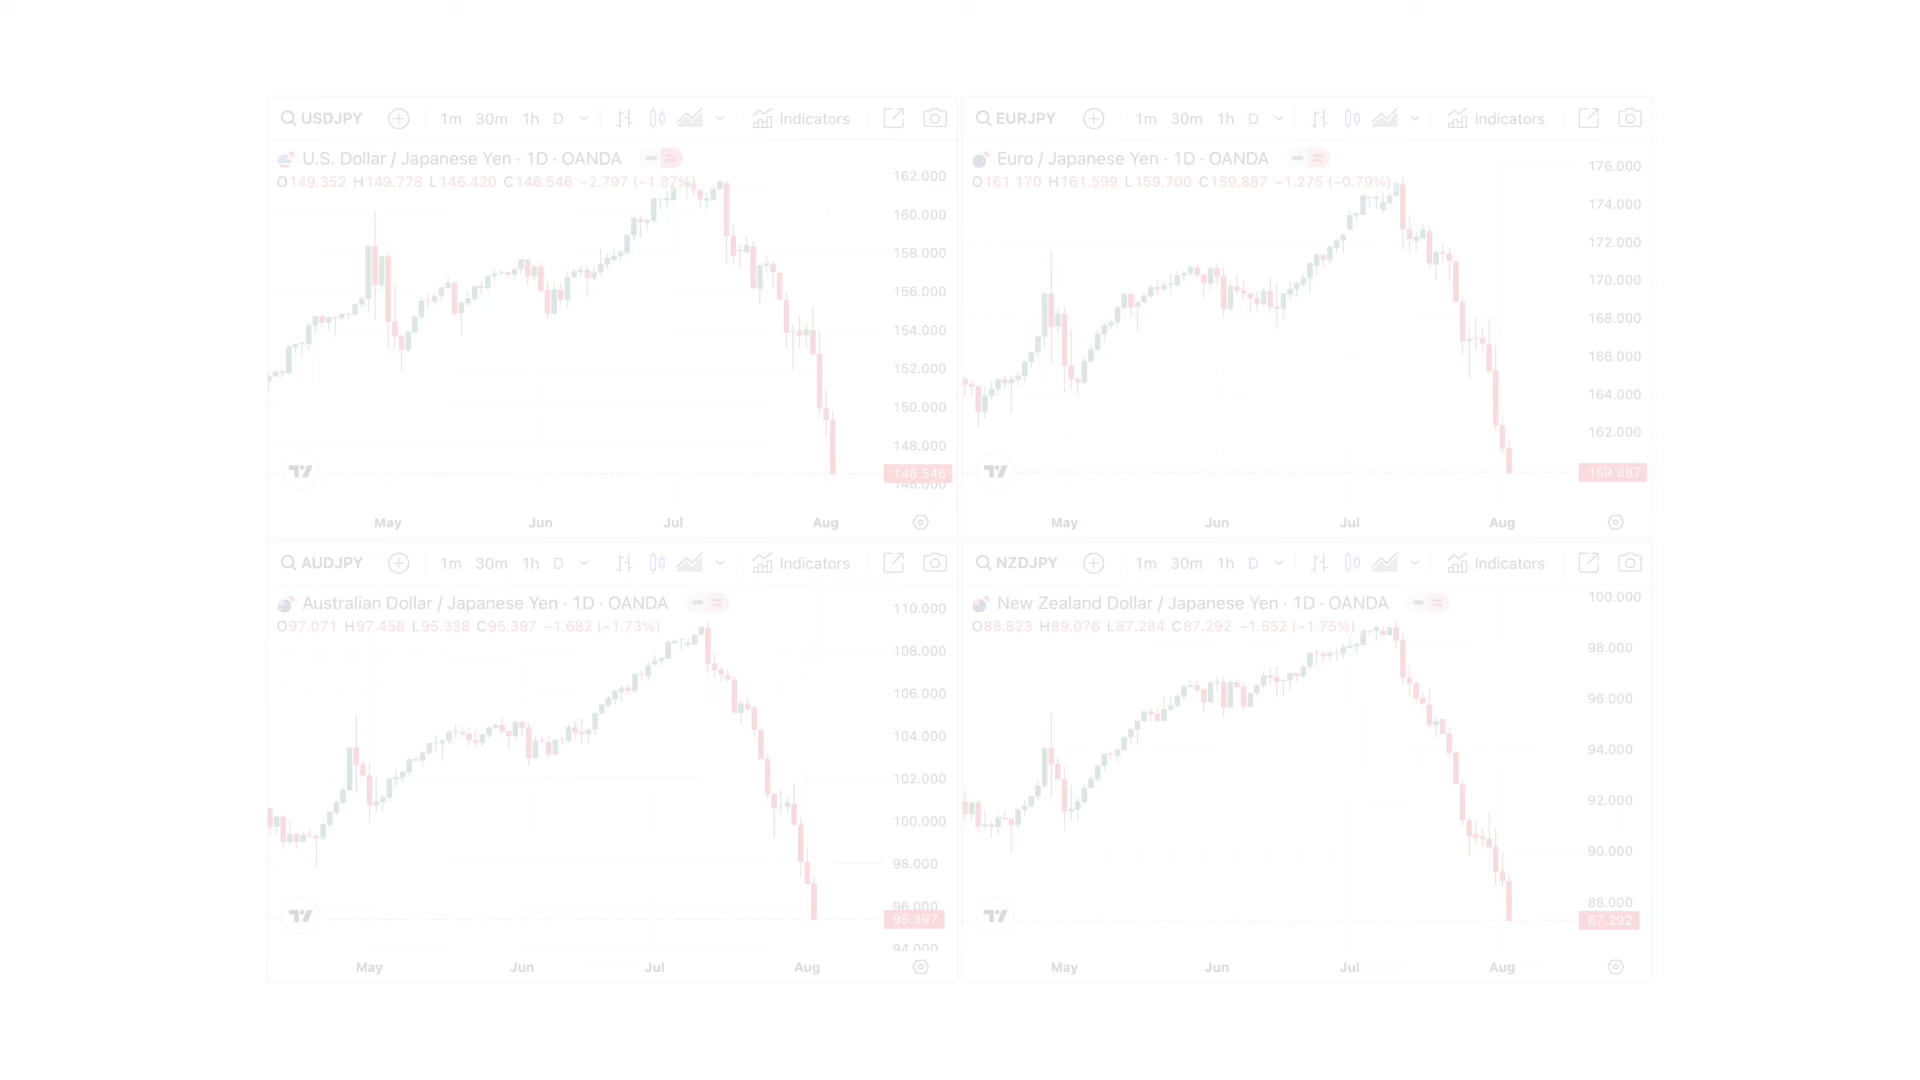 USDJPY 1m 30m 1h D Indicators
U.S. Dollar / Japanese Yen · 1D · OANDA
O149.352 H149.778 L146.420 C146.546 −2.797 (−1.87%)
162.000
160.000
158.000
156.000
154.000
152.000
150.000
148.000
146.546
146.000
May Jun Jul Aug
EURJPY 1m 30m 1h D Indicators
Euro / Japanese Yen · 1D · OANDA
O161.170 H161.599 L159.700 C159.887 −1.275 (−0.79%)
176.000
174.000
172.000
170.000
168.000
166.000
164.000
162.000
159.887
May Jun Jul Aug
AUDJPY 1m 30m 1h D Indicators
Australian Dollar / Japanese Yen · 1D · OANDA
O97.071 H97.458 L95.338 C95.397 −1.682 (−1.73%)
110.000
108.000
106.000
104.000
102.000
100.000
98.000
96.000
95.397
94.000
May Jun Jul Aug
NZDJPY 1m 30m 1h D Indicators
New Zealand Dollar / Japanese Yen · 1D · OANDA
O88.823 H89.076 L87.284 C87.292 −1.552 (−1.75%)
100.000
98.000
96.000
94.000
92.000
90.000
88.000
87.292
May Jun Jul Aug